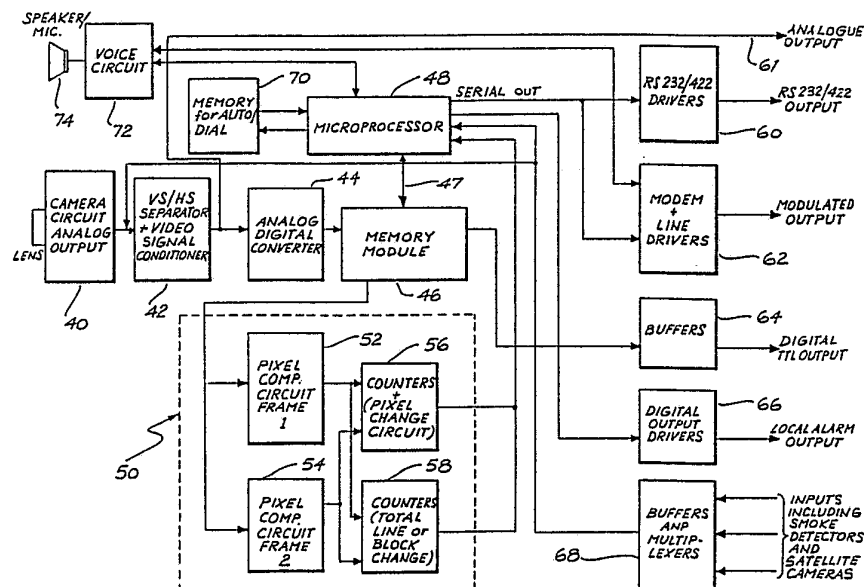 SPEAKER/
MIC.
74
VOICE
CIRCUIT
72
ANALOGUE
OUTPUT
61
70
MEMORY
for AUTO/
DIAL
48
MICROPROCESSOR
SERIAL OUT
RS 232/422
DRIVERS
60
RS232/422
OUTPUT
47
LENS
CAMERA
CIRCUIT
ANALOG
OUTPUT
40
VS/HS
SEPARATOR
+ VIDEO
SIGNAL
CONDITIONER
42
44
ANALOG
DIGITAL
CONVERTER
MEMORY
MODULE
46
MODEM
+
LINE
DRIVERS
62
MODULATED
OUTPUT
BUFFERS
64
DIGITAL
TTL OUTPUT
50
52
PIXEL
COMP.
CIRCUIT
FRAME
1
56
COUNTERS
+
(PIXEL
CHANGE
CIRCUIT)
54
PIXEL
COMP.
CIRCUIT
FRAME
2
58
COUNTERS
(TOTAL
LINE or
BLOCK
CHANGE)
66
DIGITAL
OUTPUT
DRIVERS
LOCAL ALARM
OUTPUT
BUFFERS
AND
MULTIP-
LEXERS
68
INPUTS
INCLUDING
SMOKE
DETECTORS
AND
SATELLITE
CAMERAS